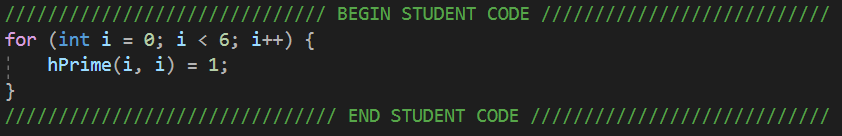 ////////////////////////////// BEGIN STUDENT CODE ///////////////////////////
for (int i = 0; i < 6; i++) {
    hPrime(i, i) = 1;
}
/////////////////////////////// END STUDENT CODE ////////////////////////////